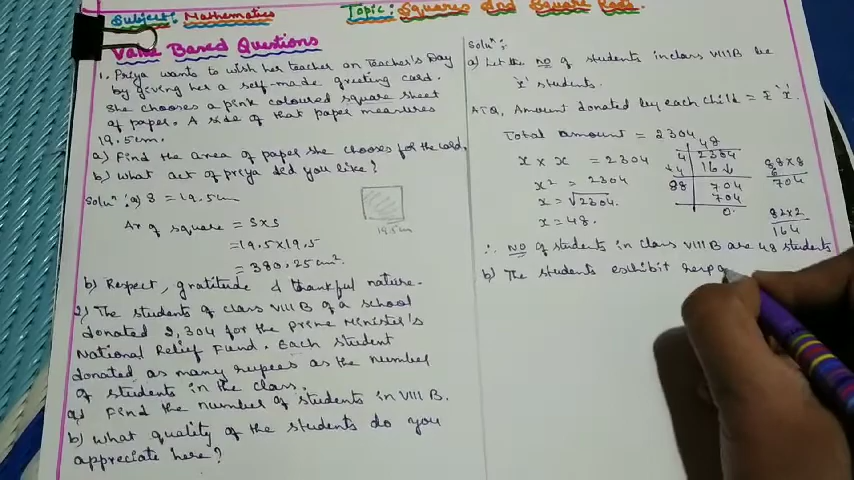 Subject: Mathematics
Topic: Squares And Square Roots.
Value Based Questions
1. Priya wants to wish her teacher on Teacher's Day
by giving her a self-made greeting card.
She chooses a pink coloured square sheet
of paper. A side of that paper measures
19.5cm.
a) Find the area of paper she chooses for the card.
b) What act of priya did you like?
Soluⁿ: a) S = 19.5cm
Ar of square = S×S
= 19.5×19.5
= 380.25cm².
19.5cm
b) Respect, gratitude & thankful nature.
2) The students of class VIII B of a school
donated 2,304 for the Prime Minister's
National Relief Fund. Each student
donated as many rupees as the number
of students in the class.
a) Find the number of students in VIII B.
b) What quality of the students do you
appreciate here?
Soluⁿ:
a) Let the no of students in class VIII B be
'x' students.
ATQ, Amount donated by each child = ₹ 'x'.
Total amount = 2304
x × x = 2304
x² = 2304
x = √2304.
x = 48.
48
4 2304
+4 16↓
88 704
704
0.
88×8
6
704
82×2
164
∴ no of students in class VIII B are 48 students
b) The students exhibit resp